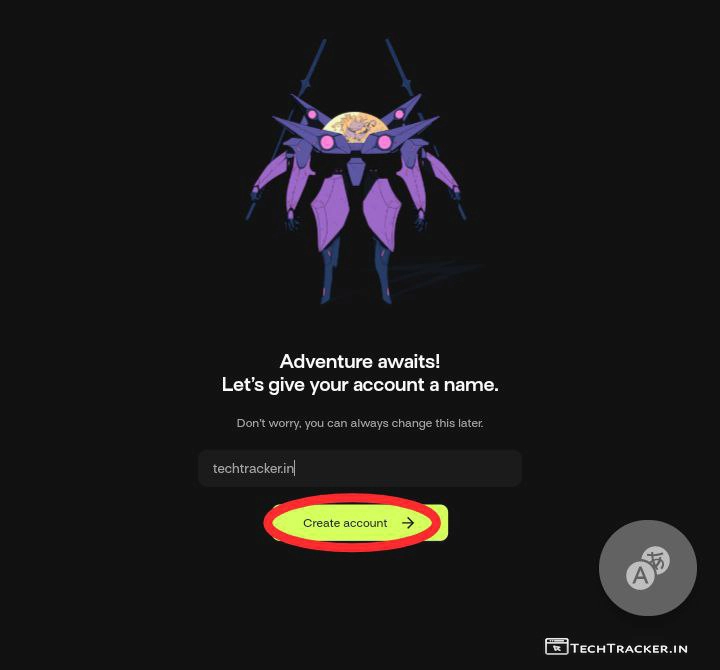 Adventure awaits!
Let's give your account a name.
Don't worry, you can always change this later.
techtracker.in
Create account
A あ
TECHTRACKER.IN